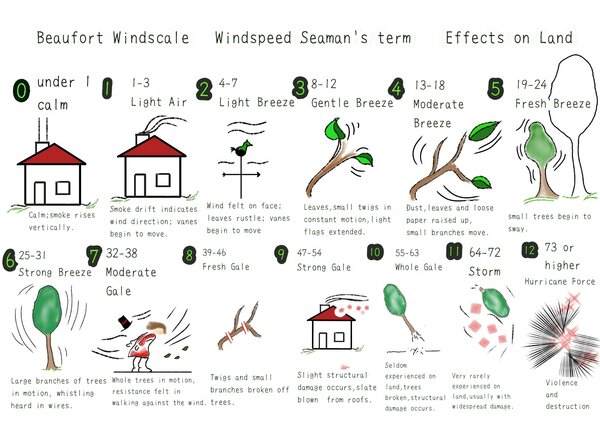 Beaufort Windscale Windspeed Seaman's term Effects on Land
0 under 1
calm
1 1-3
Light Air
2 4-7
Light Breeze
3 8-12
Gentle Breeze
4 13-18
Moderate
Breeze
5 19-24
Fresh Breeze
Calm;smoke rises
vertically.
Smoke drift indicates
wind direction; vanes
begin to move.
Wind felt on face;
leaves rustle; vanes
begin to move
Leaves,small twigs in
constant motion,light
flags extended.
Dust,leaves and loose
paper raised up,
small branches move.
small trees begin to
sway.
6 25-31
Strong Breeze
7 32-38
Moderate
Gale
8 39-46
Fresh Gale
9 47-54
Strong Gale
10 55-63
Whole Gale
11 64-72
Storm
12 73 or
higher
Hurricane Force
Large branches of trees
in motion, whistling
heard in wires.
Whole trees in motion,
resistance felt in
walking against the wind.
Twigs and small
branches broken off
trees.
Slight structural
damage occurs,slate
blown from roofs.
Seldom
experienced on
land,trees
broken,structural
damage occurs.
Very rarely
experienced on
land,usually with
widespread damage.
Violence
and
destruction